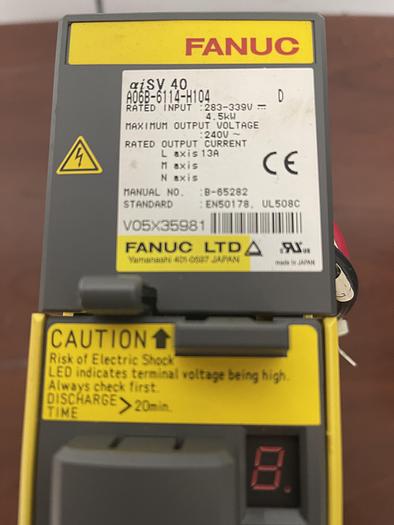 FANUC
αiSV 40
A06B-6114-H104 D
RATED INPUT :283-339V ⎓
4.5kW
MAXIMUM OUTPUT VOLTAGE
:240V ~
RATED OUTPUT CURRENT
L axis 13A
M axis
N axis
CE
MANUAL NO. :B-65282
STANDARD :EN50178, UL508C
V05X35981
FANUC LTD
Yamanashi 401-0597 JAPAN
c RU us
made in JAPAN
CAUTION
Risk of Electric Shock
LED indicates terminal voltage being high.
Always check first.
DISCHARGE
TIME > 20min.
8.